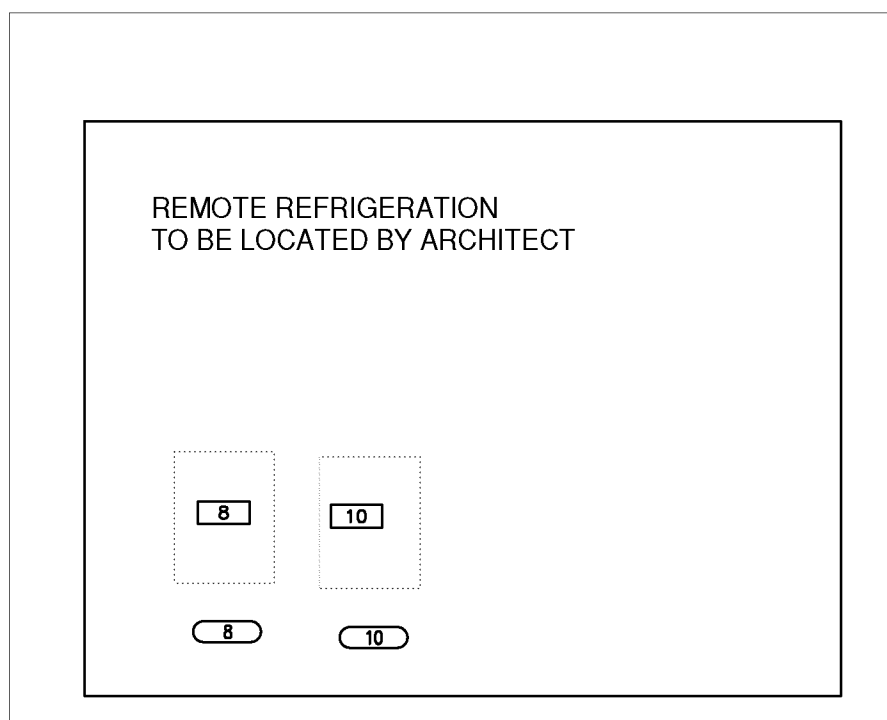 REMOTE REFRIGERATION
TO BE LOCATED BY ARCHITECT
8 10
8 10